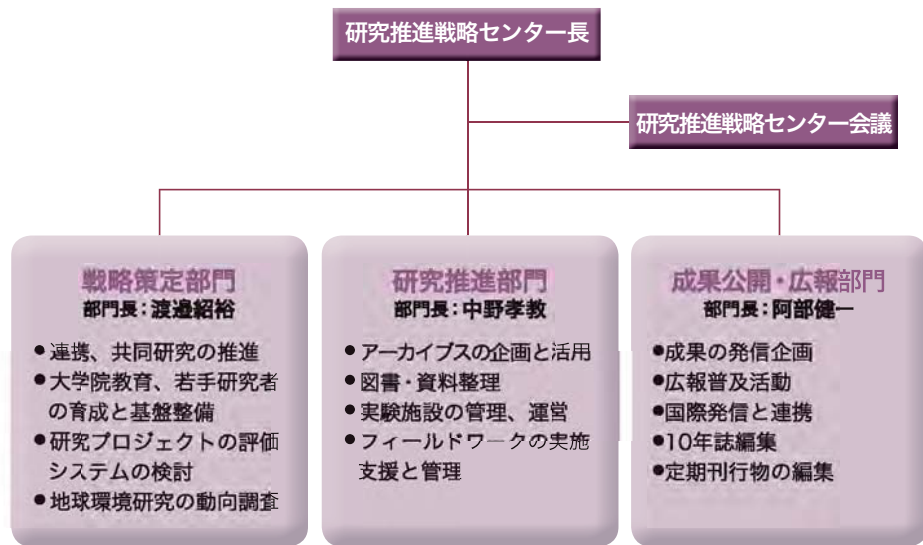 研究推進戦略センター長
研究推進戦略センター会議
戦略策定部門
部門長：渡邉紹裕
●連携、共同研究の推進
●大学院教育、若手研究者
の育成と基盤整備
●研究プロジェクトの評価
システムの検討
●地球環境研究の動向調査
研究推進部門
部門長：中野孝教
●アーカイブスの企画と活用
●図書・資料整理
●実験施設の管理、運営
●フィールドワークの実施
支援と管理
成果公開・広報部門
部門長：阿部健一
●成果の発信企画
●広報普及活動
●国際発信と連携
●10年誌編集
●定期刊行物の編集